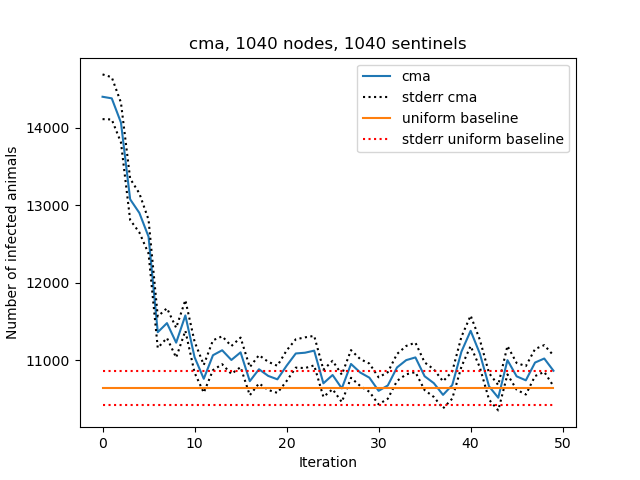 cma, 1040 nodes, 1040 sentinels
cma
stderr cma
uniform baseline
stderr uniform baseline
Number of infected animals
14000
13000
12000
11000
0
10
20
30
40
50
Iteration